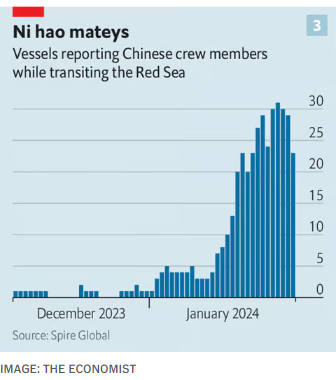 3
Ni hao mateys
Vessels reporting Chinese crew members
while transiting the Red Sea
30
25
20
15
10
5
0
December 2023
January 2024
Source: Spire Global
IMAGE: THE ECONOMIST